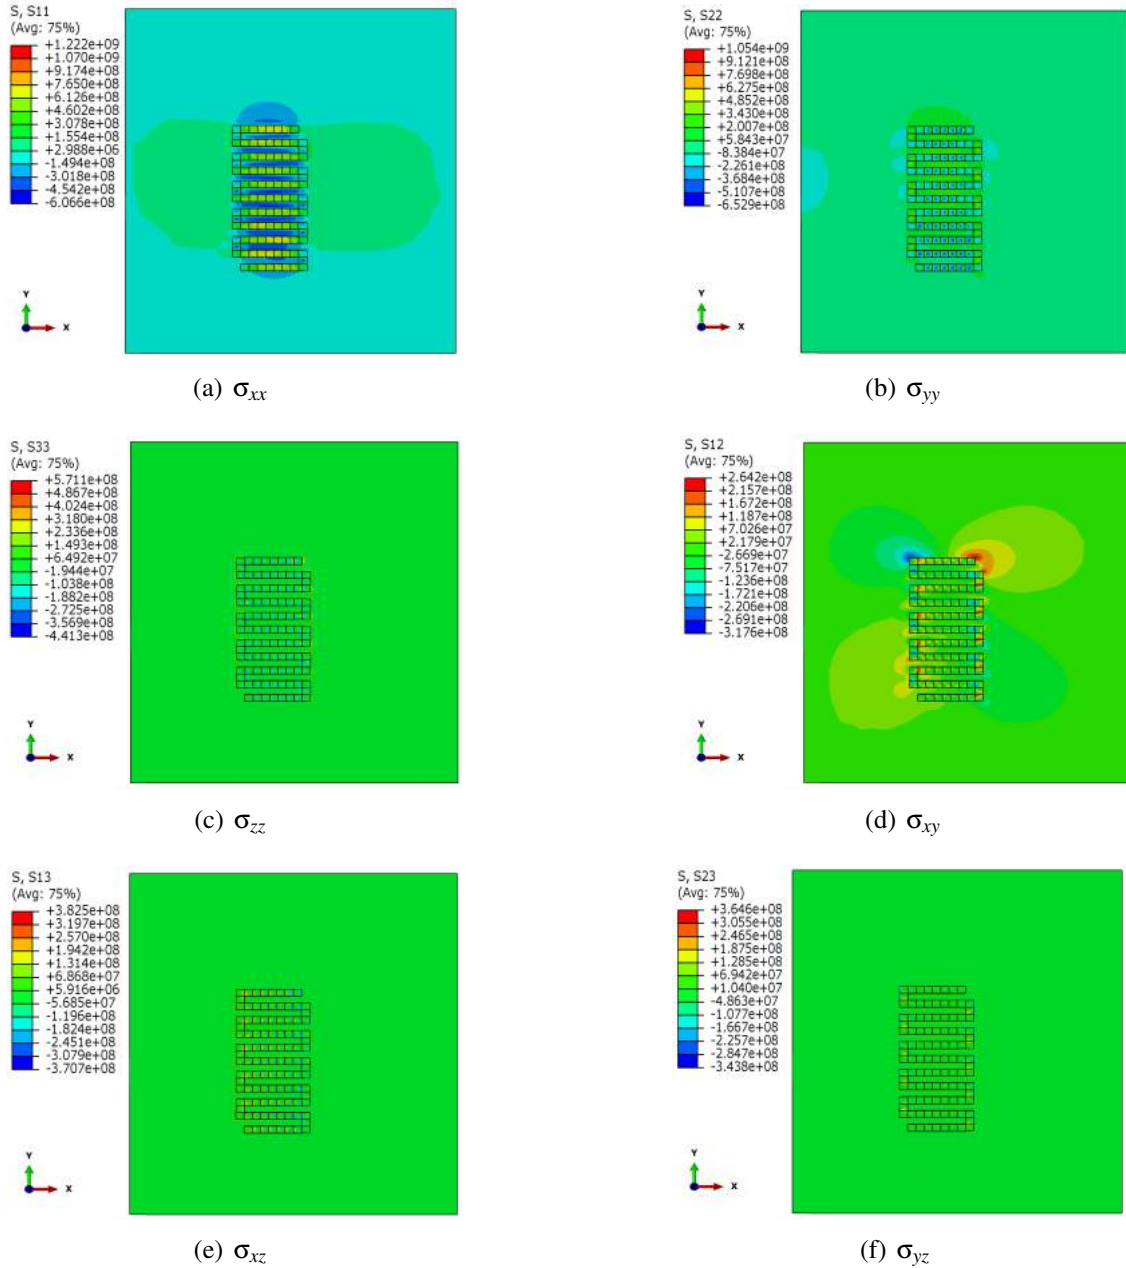 S, S11
(Avg: 75%)
+1.222e+09
+1.070e+09
+9.174e+08
+7.650e+08
+6.126e+08
+4.602e+08
+3.078e+08
+1.554e+08
+2.988e+06
-1.494e+08
-3.018e+08
-4.542e+08
-6.066e+08
Y
X
(a) σxx
S, S22
(Avg: 75%)
+1.054e+09
+9.121e+08
+7.698e+08
+6.275e+08
+4.852e+08
+3.430e+08
+2.007e+08
+5.843e+07
-8.384e+07
-2.261e+08
-3.684e+08
-5.107e+08
-6.529e+08
Y
X
(b) σyy
S, S33
(Avg: 75%)
+5.711e+08
+4.867e+08
+4.024e+08
+3.180e+08
+2.336e+08
+1.493e+08
+6.492e+07
-1.944e+07
-1.038e+08
-1.882e+08
-2.725e+08
-3.569e+08
-4.413e+08
Y
X
(c) σzz
S, S12
(Avg: 75%)
+2.642e+08
+2.157e+08
+1.672e+08
+1.187e+08
+7.026e+07
+2.179e+07
-2.669e+07
-7.517e+07
-1.236e+08
-1.721e+08
-2.206e+08
-2.691e+08
-3.176e+08
Y
X
(d) σxy
S, S13
(Avg: 75%)
+3.825e+08
+3.197e+08
+2.570e+08
+1.942e+08
+1.314e+08
+6.868e+07
+5.916e+06
-5.685e+07
-1.196e+08
-1.824e+08
-2.451e+08
-3.079e+08
-3.707e+08
Y
X
(e) σxz
S, S23
(Avg: 75%)
+3.646e+08
+3.055e+08
+2.465e+08
+1.875e+08
+1.285e+08
+6.942e+07
+1.040e+07
-4.863e+07
-1.077e+08
-1.667e+08
-2.257e+08
-2.847e+08
-3.438e+08
Y
X
(f) σyz